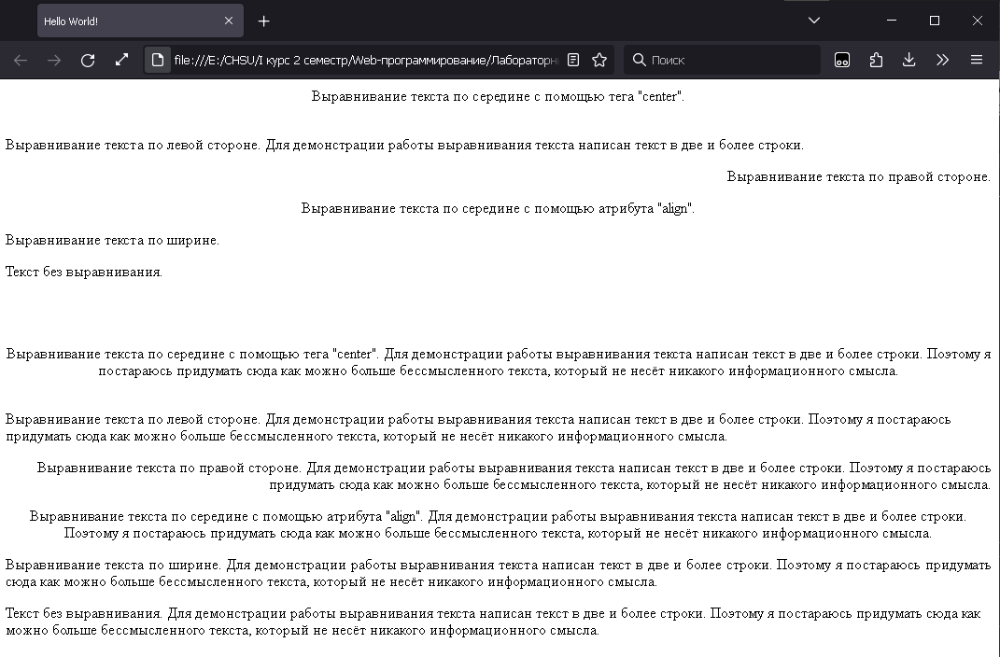 Hello World!
file:///E:/CHSU/I курс 2 семестр/Web-программирование/Лабораторн
Поиск
Выравнивание текста по середине с помощью тега "center".
Выравнивание текста по левой стороне. Для демонстрации работы выравнивания текста написан текст в две и более строки.
Выравнивание текста по правой стороне.
Выравнивание текста по середине с помощью атрибута "align".
Выравнивание текста по ширине.
Текст без выравнивания.
Выравнивание текста по середине с помощью тега "center". Для демонстрации работы выравнивания текста написан текст в две и более строки. Поэтому я
постараюсь придумать сюда как можно больше бессмысленного текста, который не несёт никакого информационного смысла.
Выравнивание текста по левой стороне. Для демонстрации работы выравнивания текста написан текст в две и более строки. Поэтому я постараюсь
придумать сюда как можно больше бессмысленного текста, который не несёт никакого информационного смысла.
Выравнивание текста по правой стороне. Для демонстрации работы выравнивания текста написан текст в две и более строки. Поэтому я постараюсь
придумать сюда как можно больше бессмысленного текста, который не несёт никакого информационного смысла.
Выравнивание текста по середине с помощью атрибута "align". Для демонстрации работы выравнивания текста написан текст в две и более строки.
Поэтому я постараюсь придумать сюда как можно больше бессмысленного текста, который не несёт никакого информационного смысла.
Выравнивание текста по ширине. Для демонстрации работы выравнивания текста написан текст в две и более строки. Поэтому я постараюсь придумать
сюда как можно больше бессмысленного текста, который не несёт никакого информационного смысла.
Текст без выравнивания. Для демонстрации работы выравнивания текста написан текст в две и более строки. Поэтому я постараюсь придумать сюда как
можно больше бессмысленного текста, который не несёт никакого информационного смысла.